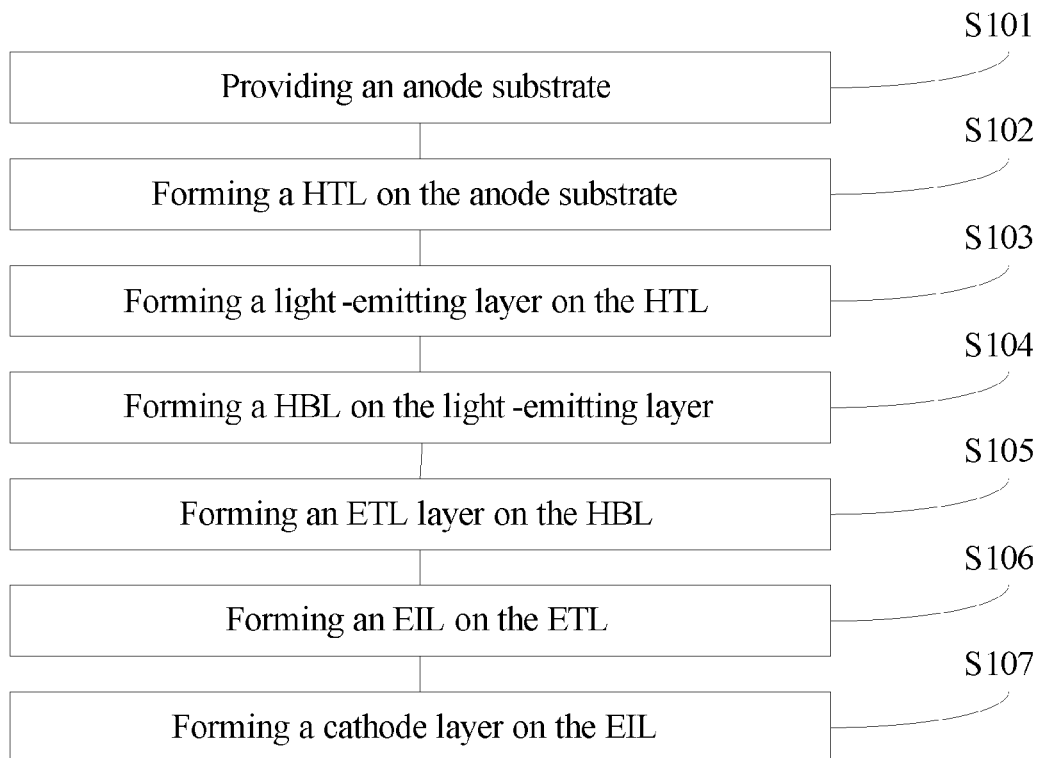 S101
Providing an anode substrate
S102
Forming a HTL on the anode substrate
S103
Forming a light-emitting layer on the HTL
S104
Forming a HBL on the light-emitting layer
S105
Forming an ETL layer on the HBL
S106
Forming an EIL on the ETL
S107
Forming a cathode layer on the EIL